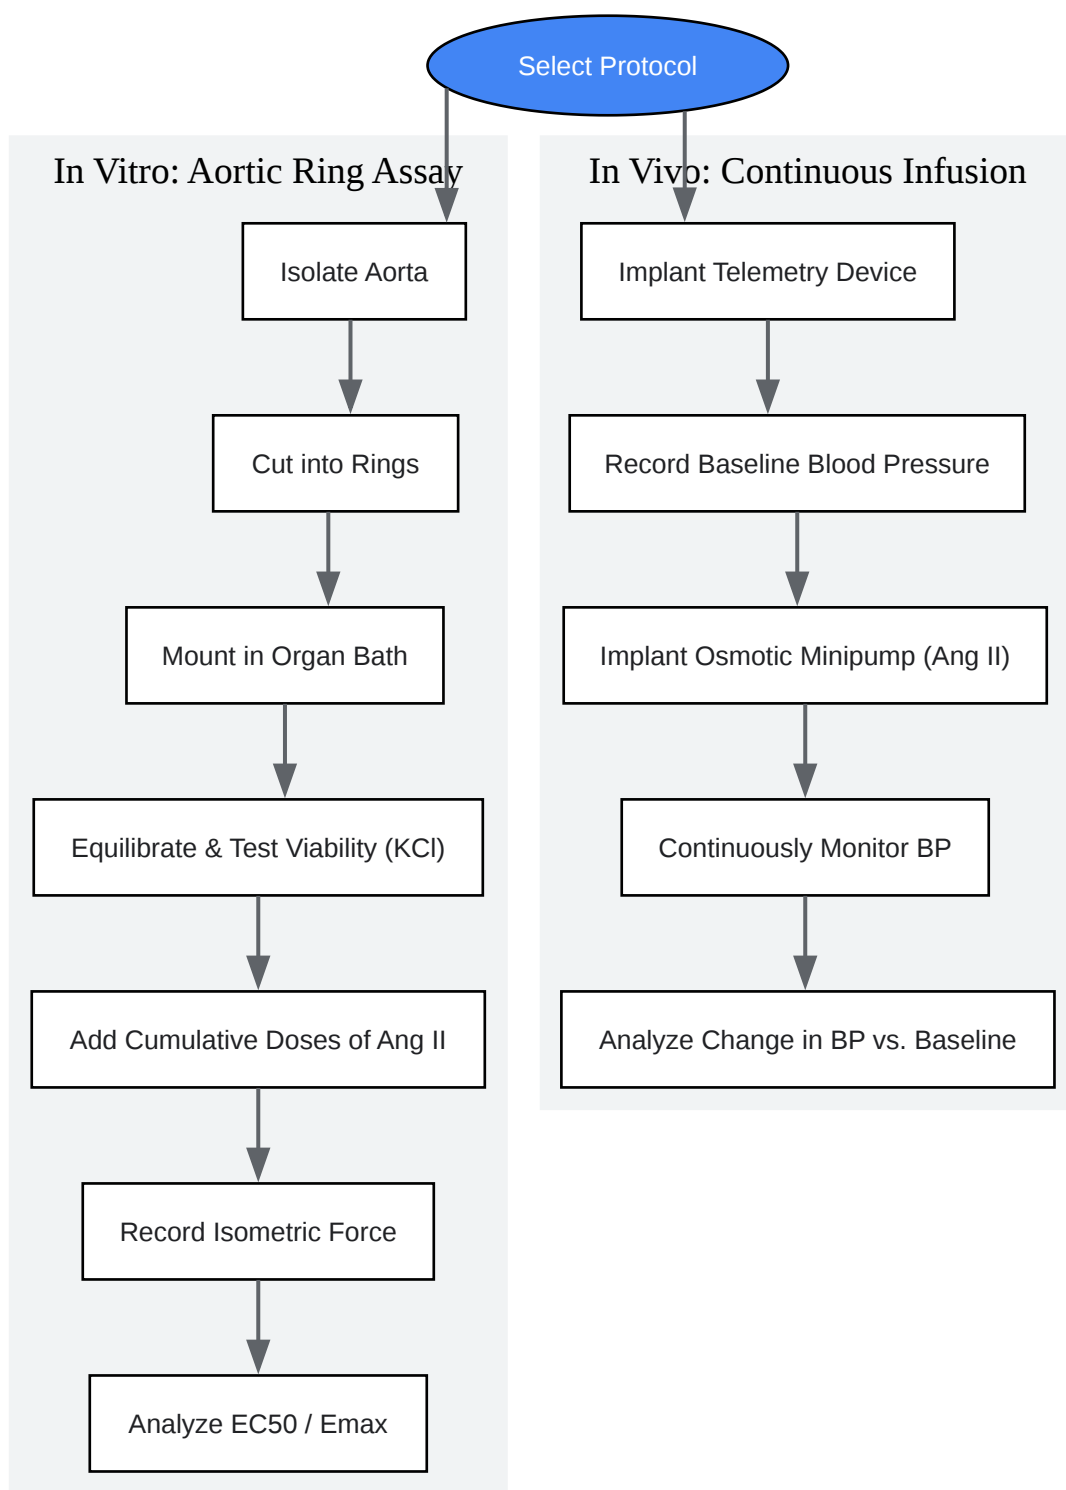 Select Protocol
In Vitro: Aortic Ring Assay
Isolate Aorta
Cut into Rings
Mount in Organ Bath
Equilibrate & Test Viability (KCl)
Add Cumulative Doses of Ang II
Record Isometric Force
Analyze EC50 / Emax
In Vivo: Continuous Infusion
Implant Telemetry Device
Record Baseline Blood Pressure
Implant Osmotic Minipump (Ang II)
Continuously Monitor BP
Analyze Change in BP vs. Baseline